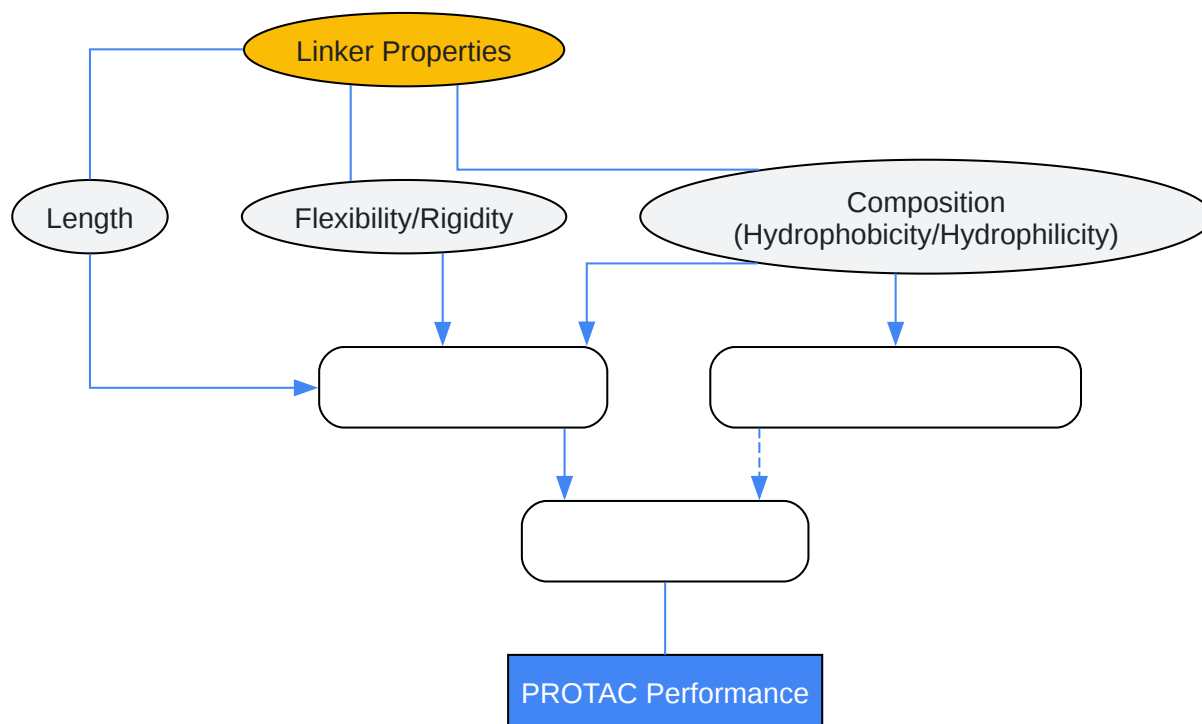 Linker Properties
Length
Flexibility/Rigidity
Composition
(Hydrophobicity/Hydrophilicity)
PROTAC Performance